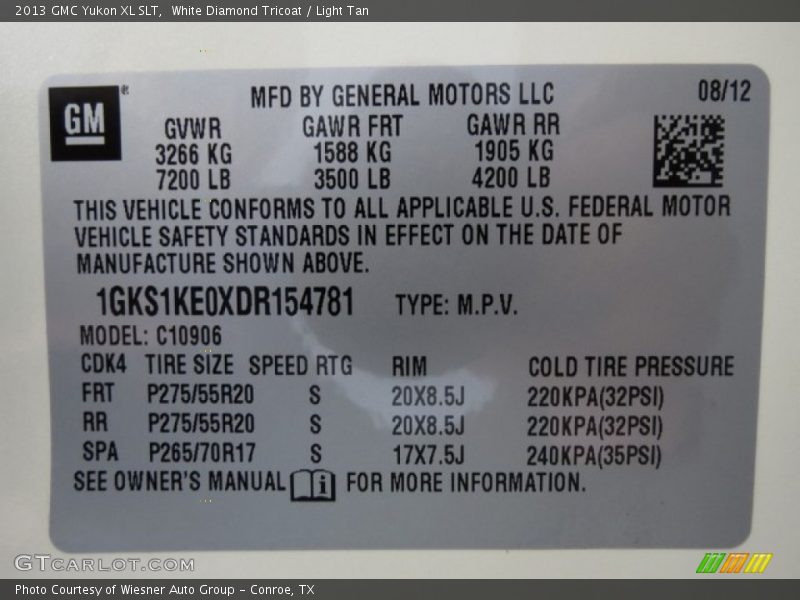 2013 GMC Yukon XL SLT,  White Diamond Tricoat / Light Tan
GM®
MFD BY GENERAL MOTORS LLC
08/12
GVWR GAWR FRT GAWR RR
3266 KG 1588 KG 1905 KG
7200 LB 3500 LB 4200 LB
THIS VEHICLE CONFORMS TO ALL APPLICABLE U.S. FEDERAL MOTOR
VEHICLE SAFETY STANDARDS IN EFFECT ON THE DATE OF
MANUFACTURE SHOWN ABOVE.
1GKS1KE0XDR154781 TYPE: M.P.V.
MODEL: C10906
CDK4 TIRE SIZE SPEED RTG RIM COLD TIRE PRESSURE
FRT P275/55R20 S 20X8.5J 220KPA(32PSI)
RR P275/55R20 S 20X8.5J 220KPA(32PSI)
SPA P265/70R17 S 17X7.5J 240KPA(35PSI)
SEE OWNER'S MANUAL i FOR MORE INFORMATION.
GTCARLOT.COM
Photo Courtesy of Wiesner Auto Group - Conroe, TX